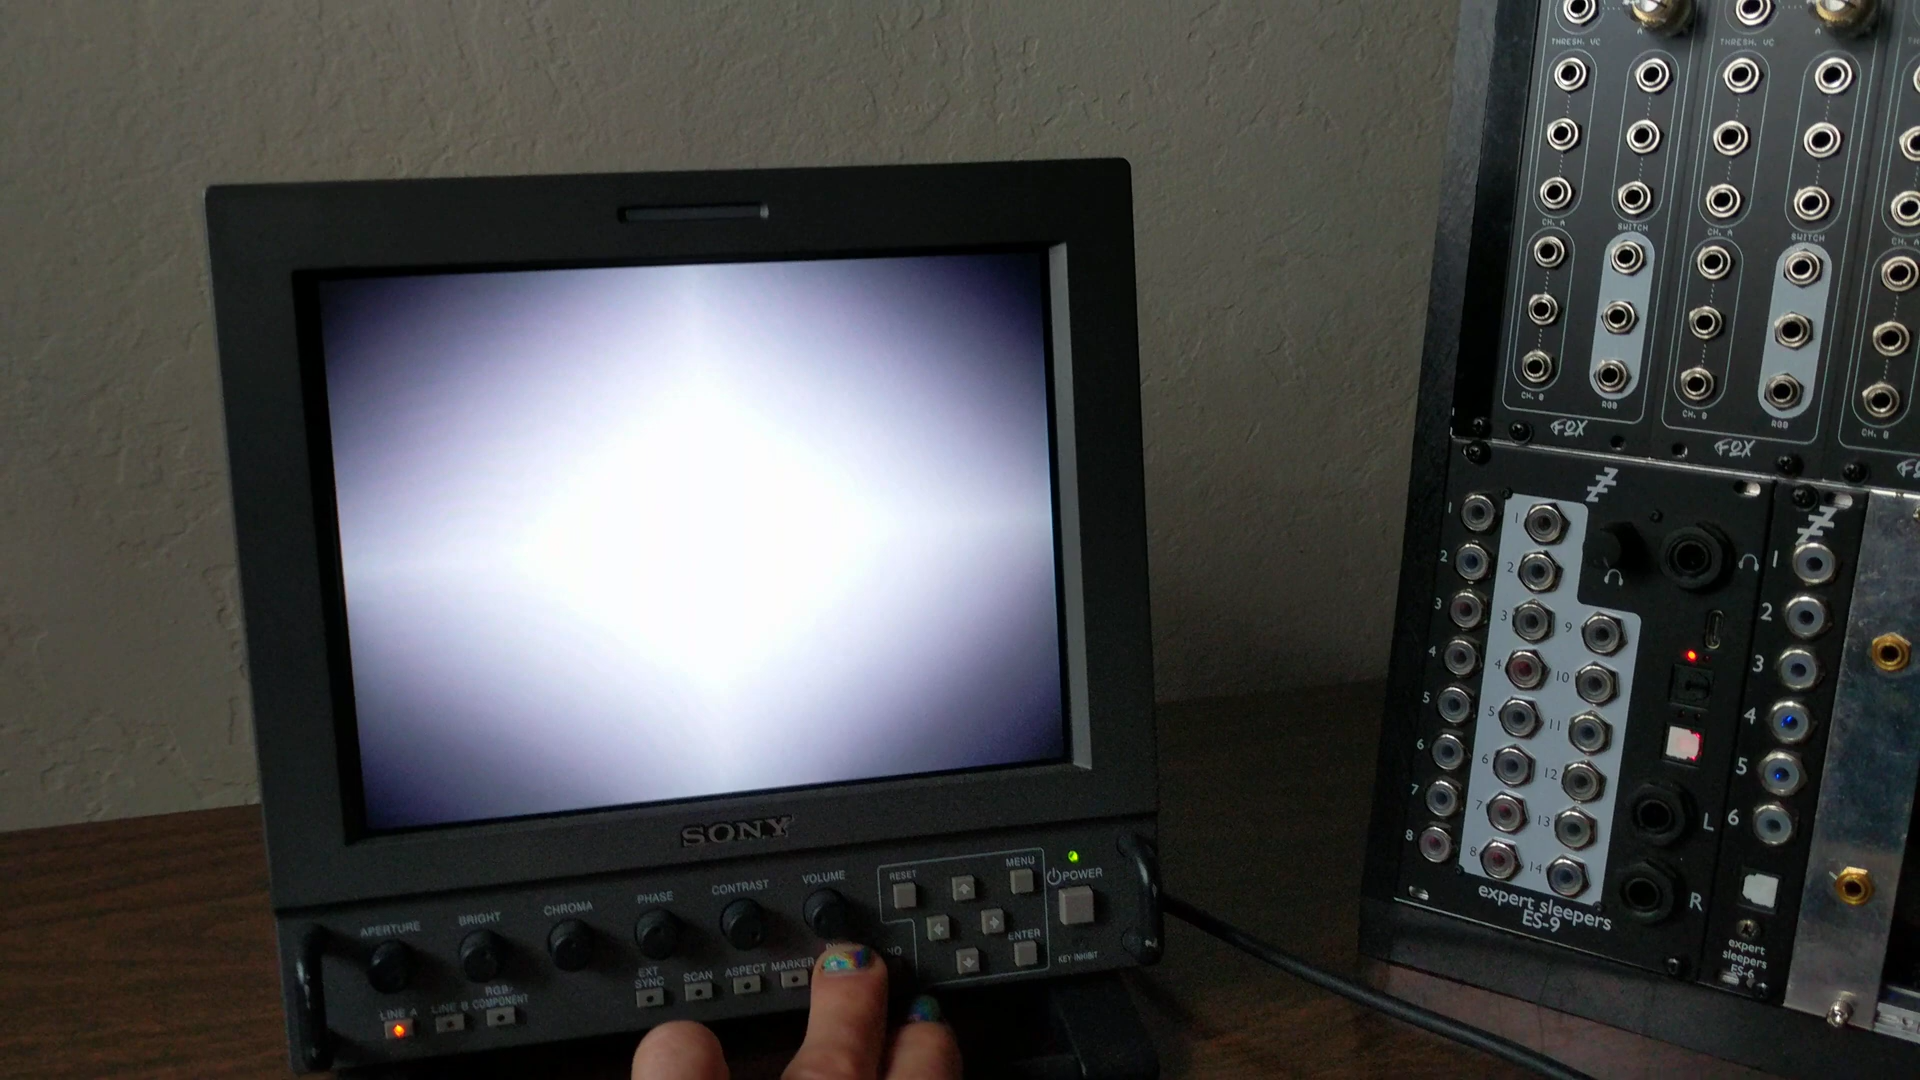 THRESH. VC
A
THRESH. VC
A
SWITCH
SWITCH
CH. A
CH. A
CH. A
CH. B
RGB
CH. B
RGB
CH. B
FOX
FOX
1
2
3
4
5
6
7
8
1
2
3
4
5
6
7
8
9
10
11
12
13
14
L
R
expert sleepers
ES-9
1
2
3
4
5
6
expert
sleepers
ES-6
SONY
APERTURE
BRIGHT
CHROMA
PHASE
CONTRAST
VOLUME
RESET
MENU
POWER
ENTER
KEY INHIBIT
LINE A
LINE B
RGB/
COMPONENT
EXT
SYNC
SCAN
ASPECT
MARKER